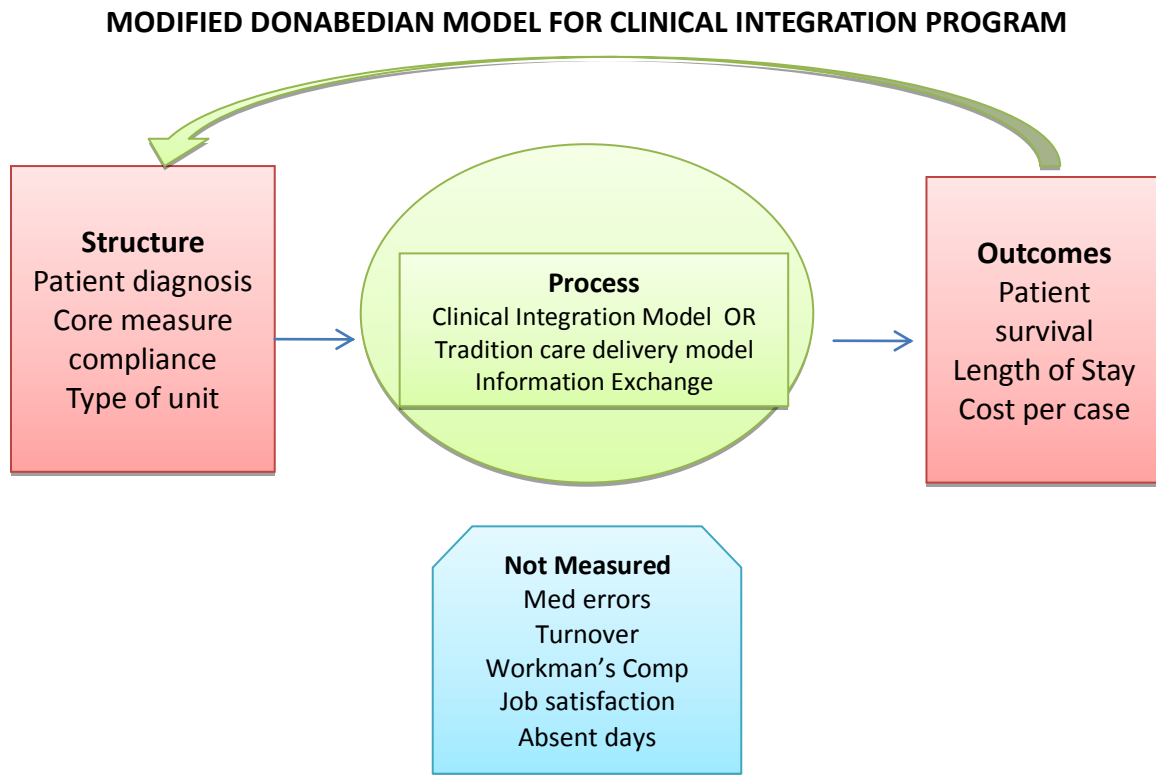 MODIFIED DONABEDIAN MODEL FOR CLINICAL INTEGRATION PROGRAM
Structure
Patient diagnosis
Core measure
compliance
Type of unit
Process
Clinical Integration Model OR
Tradition care delivery model
Information Exchange
Outcomes
Patient
survival
Length of Stay
Cost per case
Not Measured
Med errors
Turnover
Workman's Comp
Job satisfaction
Absent days